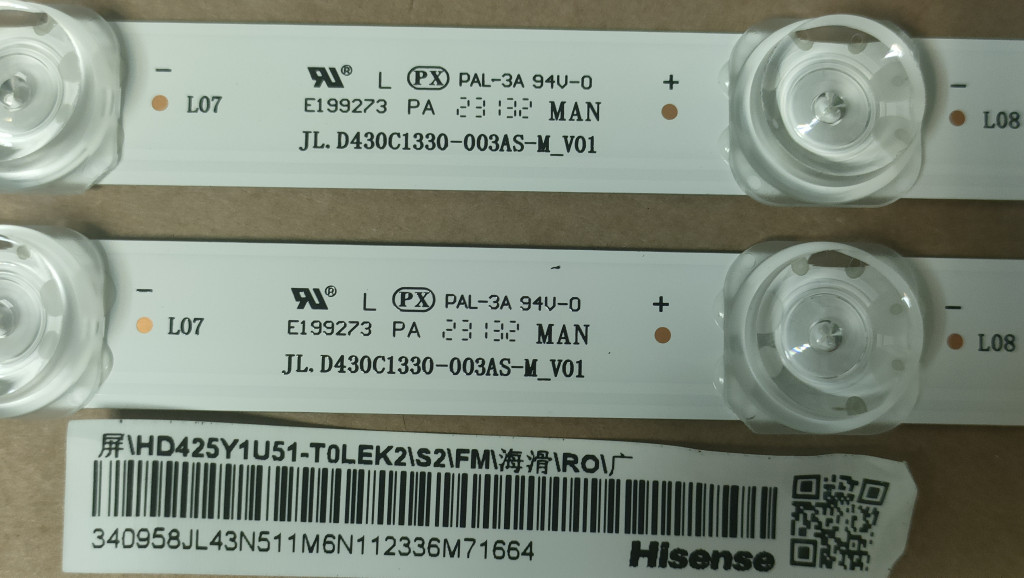 − RU® L PX PAL-3A 94V-0 + −
L07 E199273 PA 23132 MAN L08
JL.D430C1330-003AS-M_V01
− RU® L PX PAL-3A 94V-0 + −
L07 E199273 PA 23132 MAN L08
JL.D430C1330-003AS-M_V01
屏\HD425Y1U51-T0LEK2\S2\FM\海滑\RO\广
340958JL43N511M6N112336M71664
Hisense